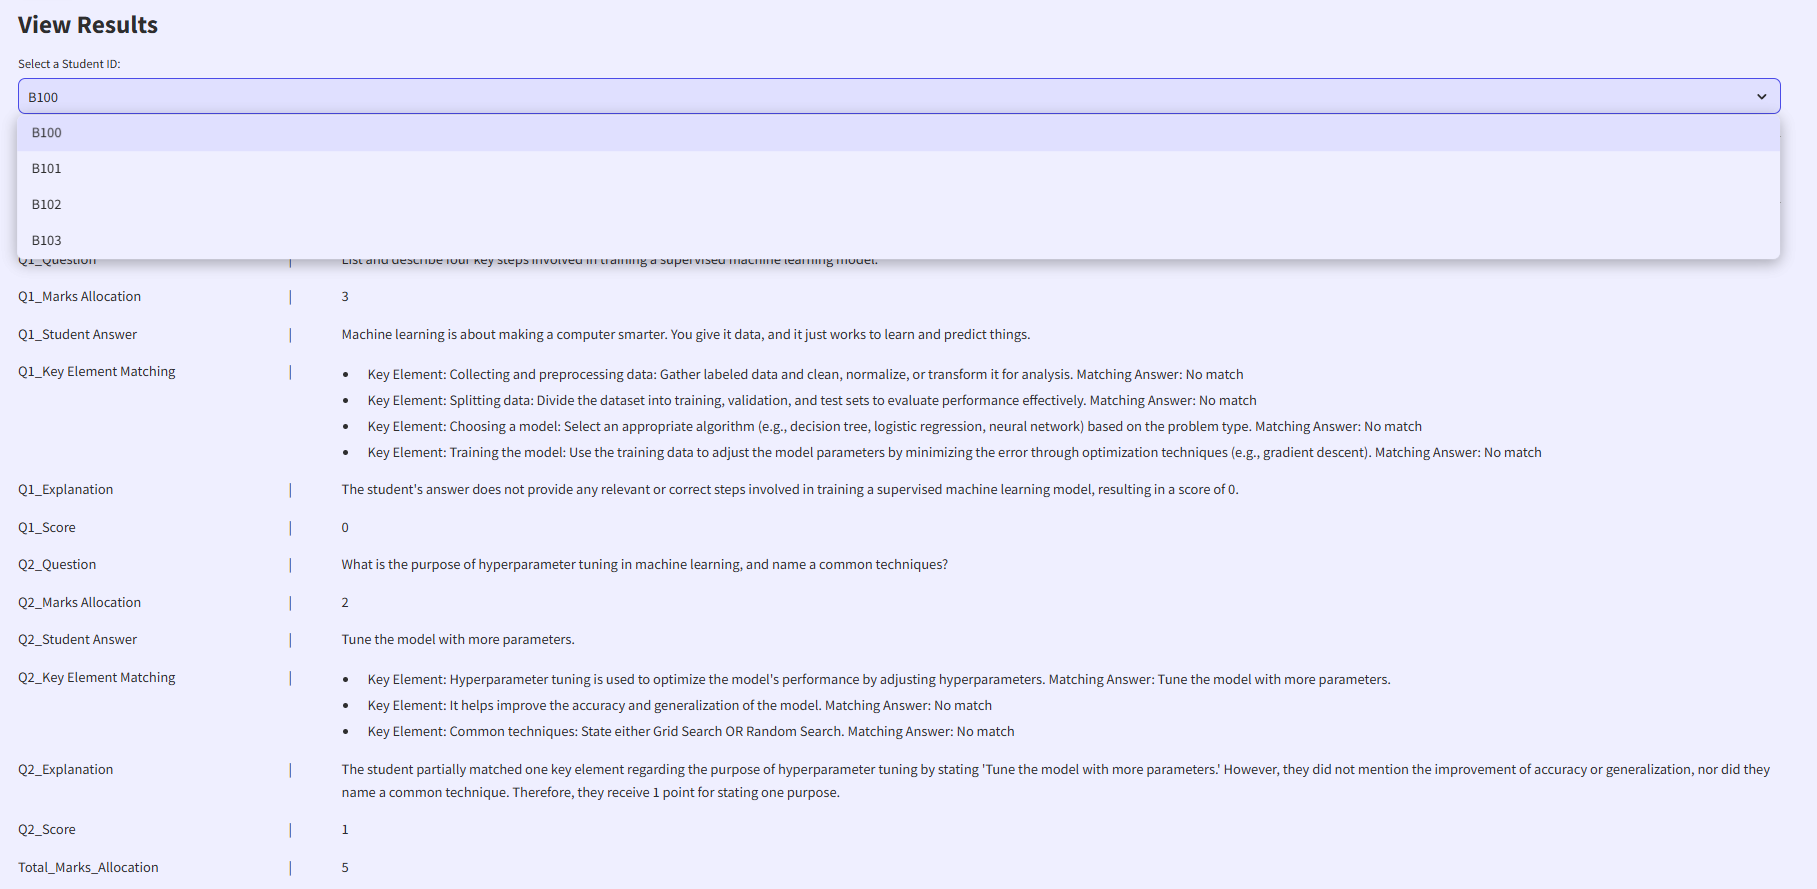 View Results
Select a Student ID:
B100
B100
B101
B102
B103
Q1_Question | List and describe four key steps involved in training a supervised machine learning model.
Q1_Marks Allocation | 3
Q1_Student Answer | Machine learning is about making a computer smarter. You give it data, and it just works to learn and predict things.
Q1_Key Element Matching | • Key Element: Collecting and preprocessing data: Gather labeled data and clean, normalize, or transform it for analysis. Matching Answer: No match
• Key Element: Splitting data: Divide the dataset into training, validation, and test sets to evaluate performance effectively. Matching Answer: No match
• Key Element: Choosing a model: Select an appropriate algorithm (e.g., decision tree, logistic regression, neural network) based on the problem type. Matching Answer: No match
• Key Element: Training the model: Use the training data to adjust the model parameters by minimizing the error through optimization techniques (e.g., gradient descent). Matching Answer: No match
Q1_Explanation | The student's answer does not provide any relevant or correct steps involved in training a supervised machine learning model, resulting in a score of 0.
Q1_Score | 0
Q2_Question | What is the purpose of hyperparameter tuning in machine learning, and name a common techniques?
Q2_Marks Allocation | 2
Q2_Student Answer | Tune the model with more parameters.
Q2_Key Element Matching | • Key Element: Hyperparameter tuning is used to optimize the model's performance by adjusting hyperparameters. Matching Answer: Tune the model with more parameters.
• Key Element: It helps improve the accuracy and generalization of the model. Matching Answer: No match
• Key Element: Common techniques: State either Grid Search OR Random Search. Matching Answer: No match
Q2_Explanation | The student partially matched one key element regarding the purpose of hyperparameter tuning by stating 'Tune the model with more parameters.' However, they did not mention the improvement of accuracy or generalization, nor did they
name a common technique. Therefore, they receive 1 point for stating one purpose.
Q2_Score | 1
Total_Marks_Allocation | 5